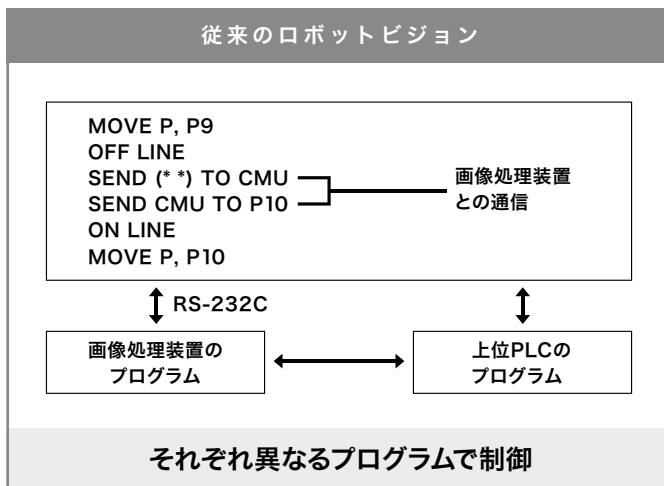 従来のロボットビジョン
MOVE P, P9
OFF LINE
SEND (* *) TO CMU
SEND CMU TO P10
ON LINE
MOVE P, P10
画像処理装置
との通信
RS-232C
画像処理装置の
プログラム
上位PLCの
プログラム
それぞれ異なるプログラムで制御